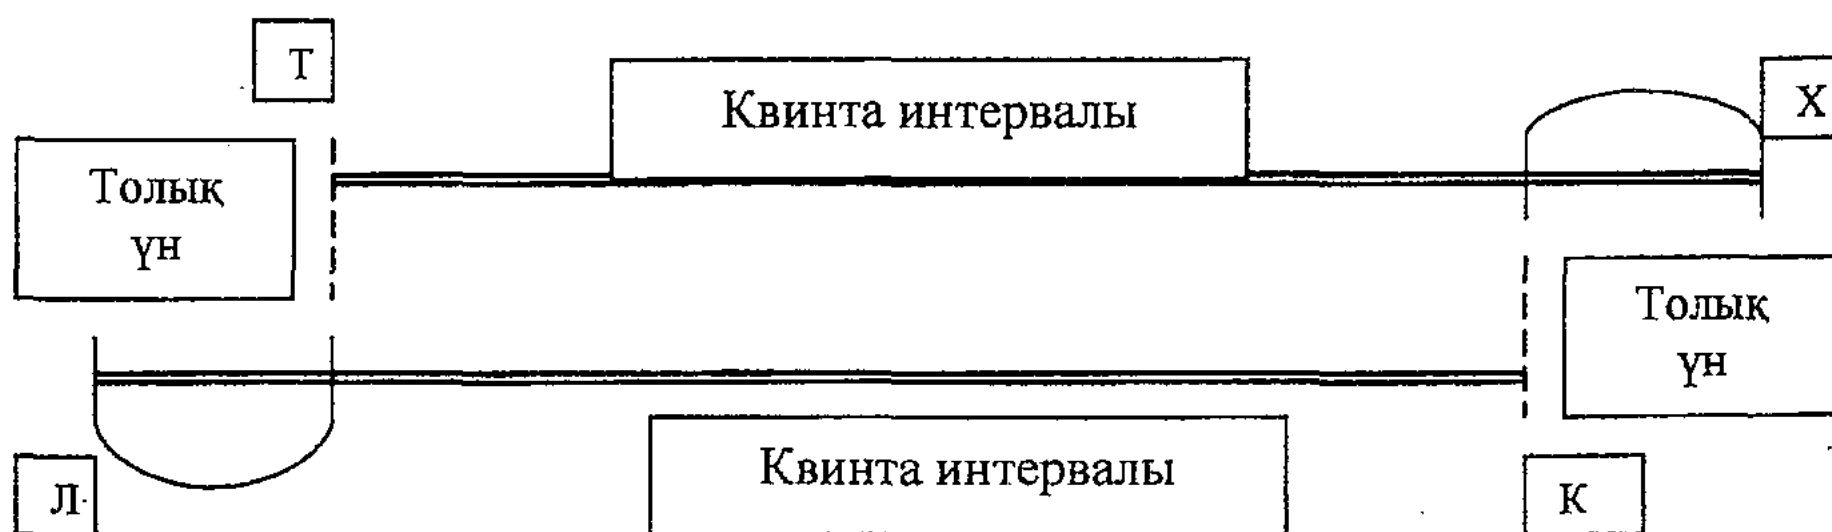 Т
Квинта интервалы
Х
Толық
үн
Толық
үн
Квинта интервалы
Л
К